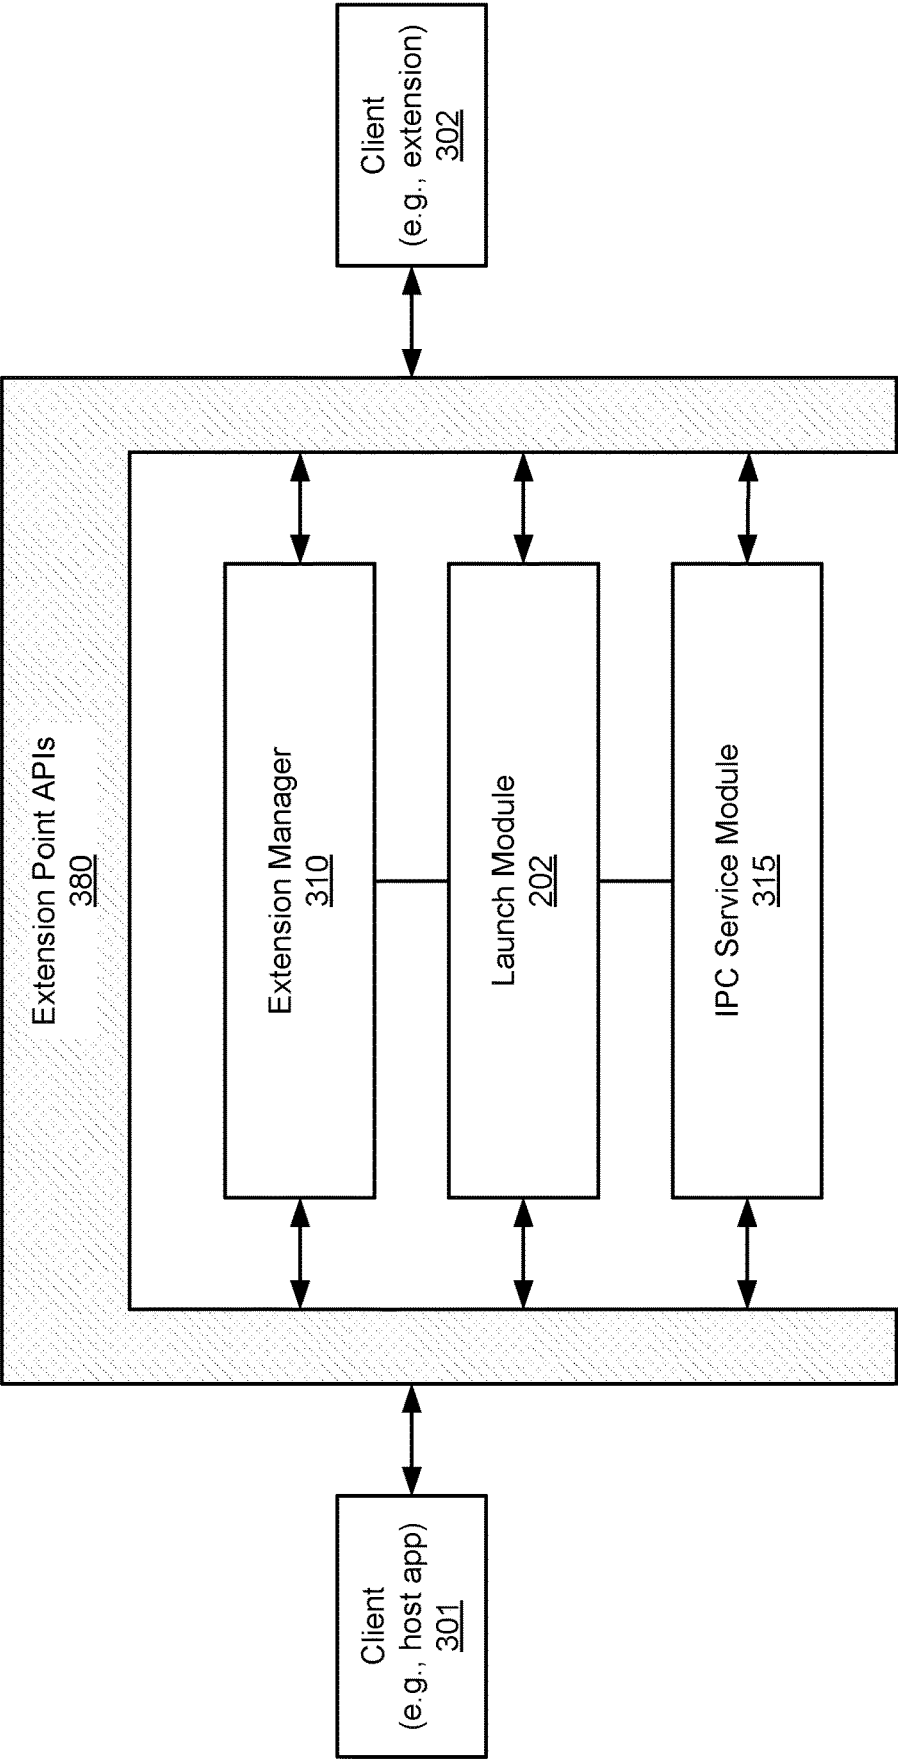 Extension Point APIs
380
Client
(e.g., host app)
301
Extension Manager
310
Launch Module
202
IPC Service Module
315
Client
(e.g., extension)
302